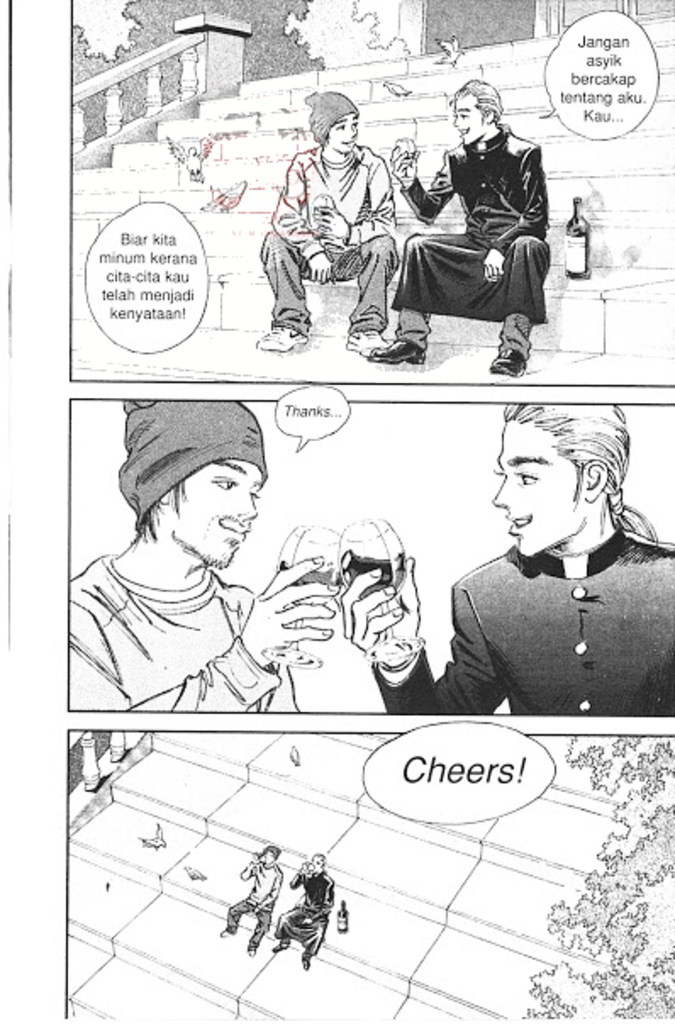 Jangan
asyik
bercakap
tentang aku.
Kau...
Biar kita
minum kerana
cita-cita kau
telah menjadi
kenyataan!
Thanks...
Cheers!